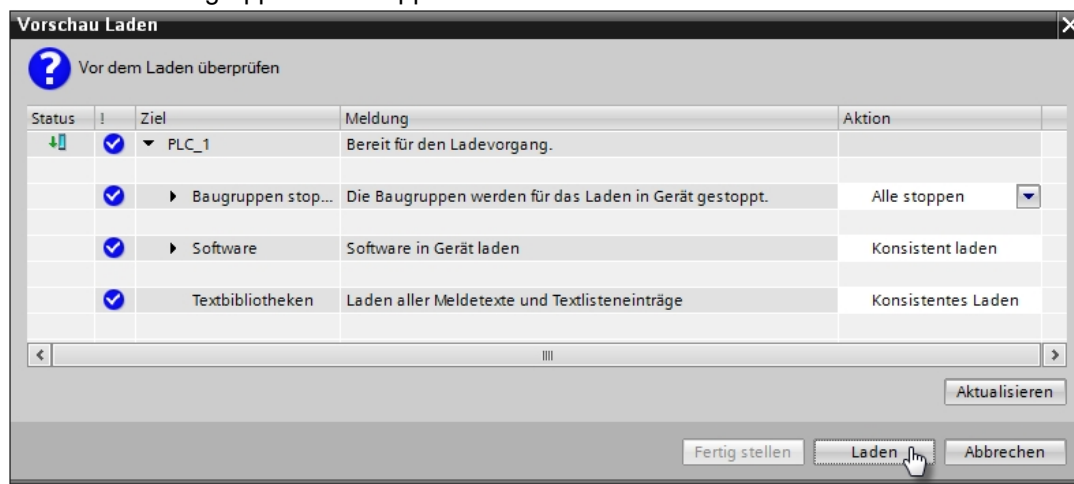 Vorschau Laden
X
? Vor dem Laden überprüfen
Status ! Ziel Meldung Aktion
PLC_1 Bereit für den Ladevorgang.
Baugruppen stop... Die Baugruppen werden für das Laden in Gerät gestoppt. Alle stoppen
Software Software in Gerät laden Konsistent laden
Textbibliotheken Laden aller Meldetexte und Textlisteneinträge Konsistentes Laden
Aktualisieren
Fertig stellen Laden Abbrechen